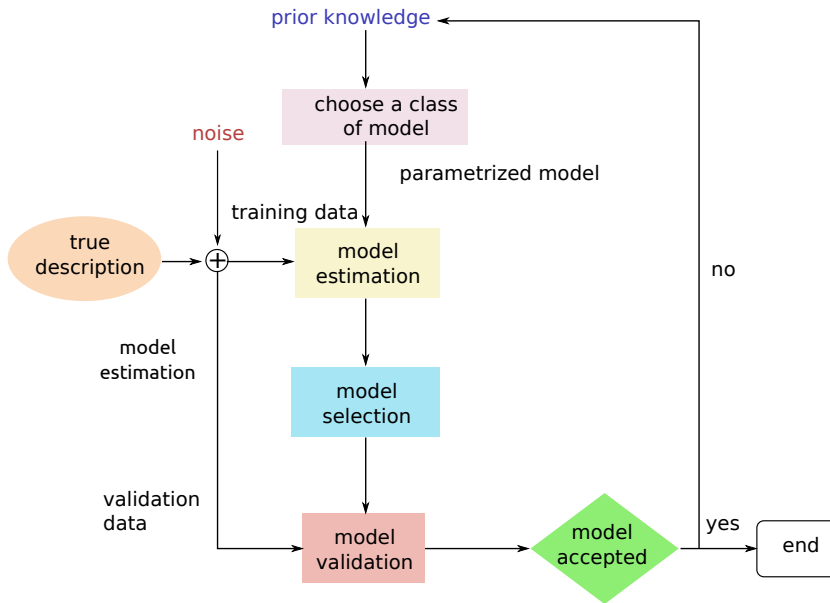 prior knowledge
choose a class
of model
noise
parametrized model
training data
true
description
+
model
estimation
no
model
estimation
model
selection
validation
data
model
validation
model
accepted
yes
end